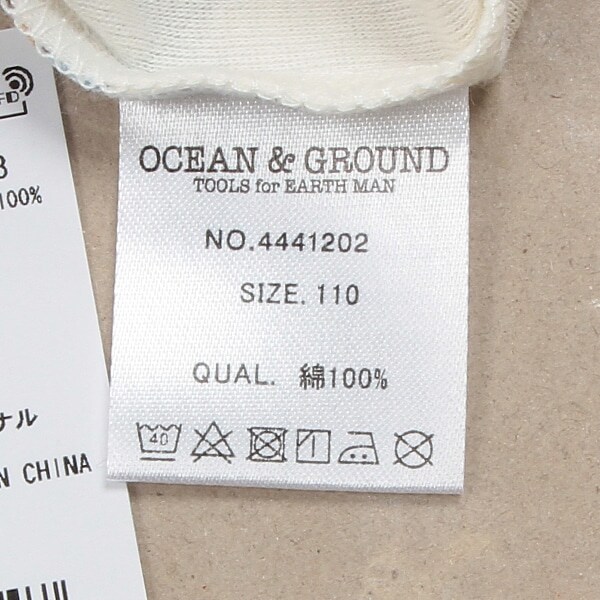 OCEAN & GROUND
TOOLS for EARTH MAN
NO.4441202
SIZE. 110
QUAL. 綿100%
40
100%
ナル
CHINA